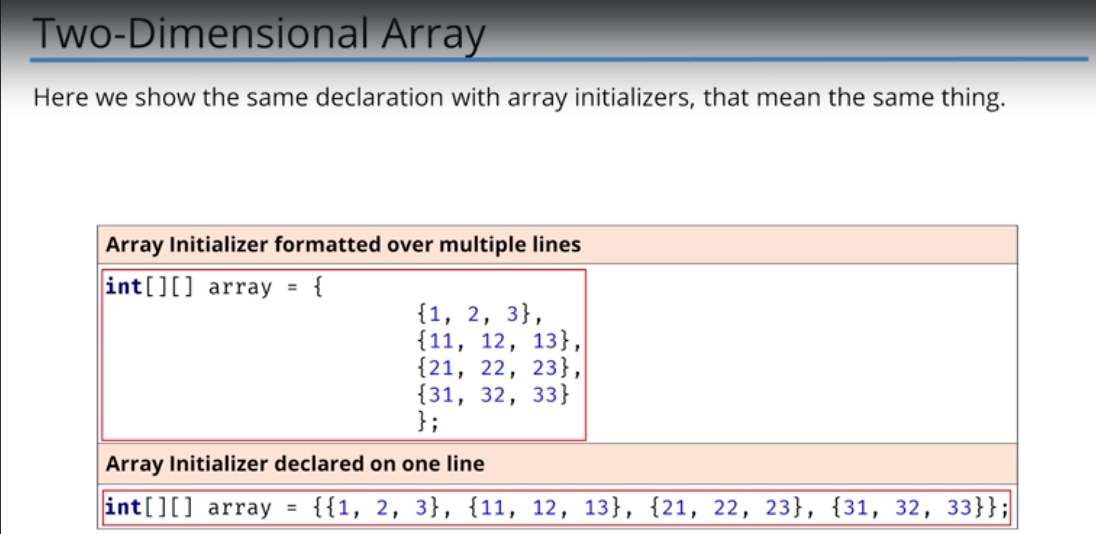 Two-Dimensional Array
Here we show the same declaration with array initializers, that mean the same thing.
Array Initializer formatted over multiple lines
int[][] array = {
{1, 2, 3},
{11, 12, 13},
{21, 22, 23},
{31, 32, 33}
};
Array Initializer declared on one line
int[][] array = {{1, 2, 3}, {11, 12, 13}, {21, 22, 23}, {31, 32, 33}};